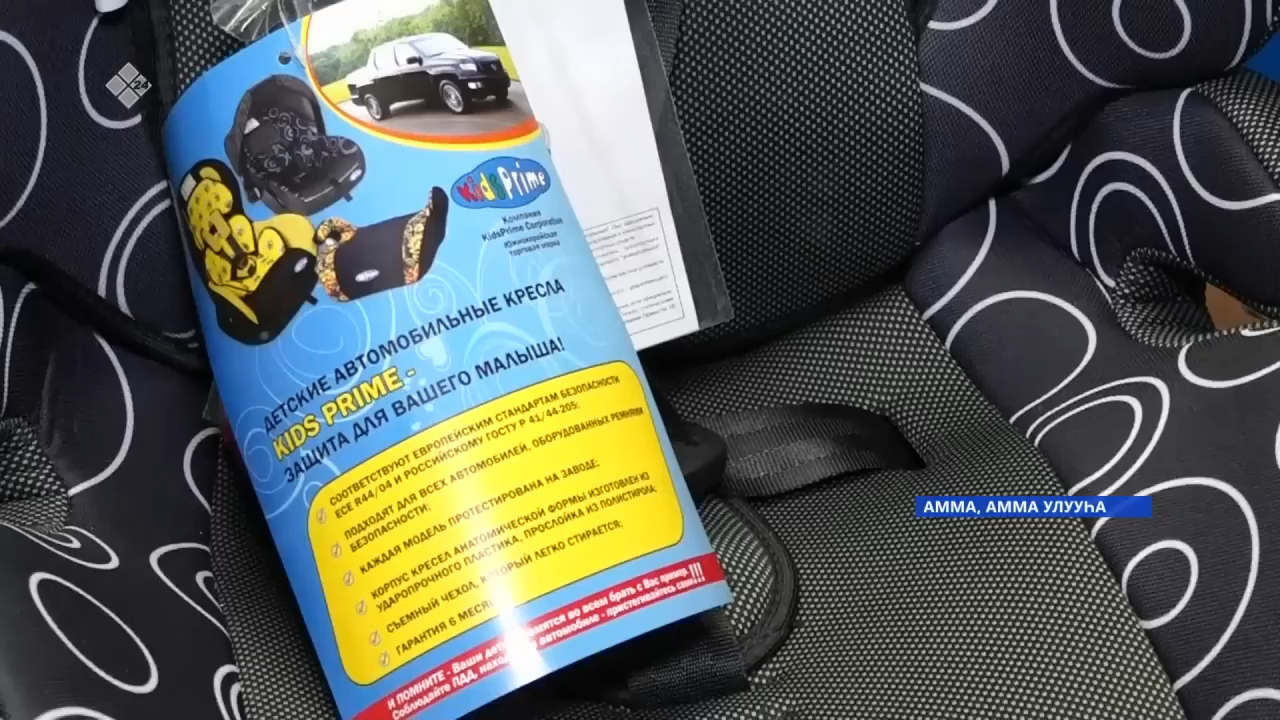 24
KidsPrime
Компания
KidsPrime Corporation
Южнокорейская
торговая марка
ДЕТСКИЕ АВТОМОБИЛЬНЫЕ КРЕСЛА
KIDS PRIME -
ЗАЩИТА ДЛЯ ВАШЕГО МАЛЫША!
СООТВЕТСТВУЮТ ЕВРОПЕЙСКИМ СТАНДАРТАМ БЕЗОПАСНОСТИ
ECE R44/04 И РОССИЙСКОМУ ГОСТУ Р 41/44-205;
ПОДХОДЯТ ДЛЯ ВСЕХ АВТОМОБИЛЕЙ, ОБОРУДОВАННЫХ РЕМНЯМИ
БЕЗОПАСНОСТИ;
КАЖДАЯ МОДЕЛЬ ПРОТЕСТИРОВАНА НА ЗАВОДЕ;
КОРПУС КРЕСЕЛ АНАТОМИЧЕСКОЙ ФОРМЫ ИЗГОТОВЛЕН ИЗ
УДАРОПРОЧНОГО ПЛАСТИКА, ПРОСЛОЙКА ИЗ ПОЛИСТИРОЛА;
СЪЕМНЫЙ ЧЕХОЛ, КОТОРЫЙ ЛЕГКО СТИРАЕТСЯ;
ГАРАНТИЯ 6 МЕСЯ
И ПОМНИТЕ - Ваши дети во всем брать с Вас пример.
Соблюдайте ПДД, автомобиле - пристегивайтесь сами!!!
АММА, АММА УЛУУҺА